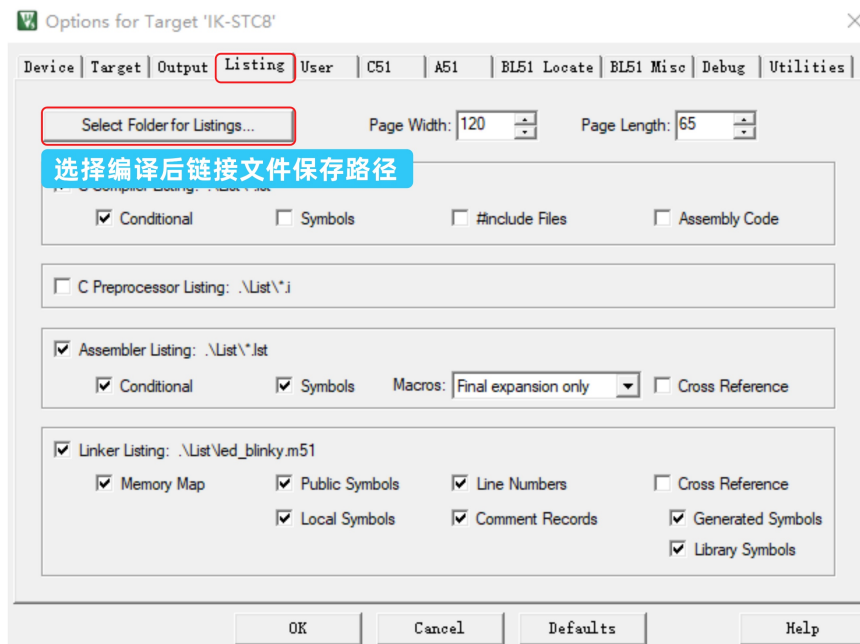 Options for Target 'IK-STC8'
Device Target Output Listing User C51 A51 BL51 Locate BL51 Misc Debug Utilities
Select Folder for Listings... Page Width: 120 Page Length: 65
选择编译后链接文件保存路径
Conditional Symbols #include Files Assembly Code
C Preprocessor Listing: .\List\*.i
Assembler Listing: .\List\*.lst
Conditional Symbols Macros: Final expansion only Cross Reference
Linker Listing: .\List\led_blinky.m51
Memory Map Public Symbols Line Numbers Cross Reference
Local Symbols Comment Records Generated Symbols
Library Symbols
OK Cancel Defaults Help